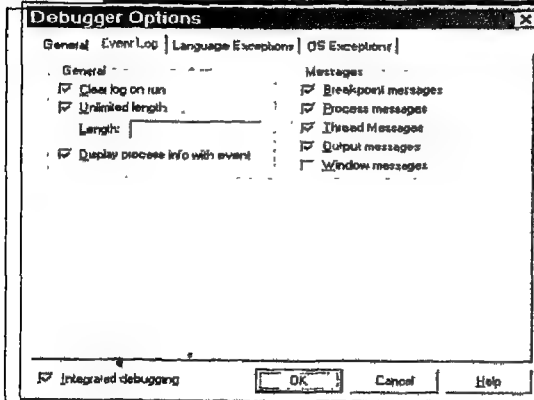 Debugger Options
General Event Log Language Exceptions OS Exceptions
General
Clear log on run
Unlimited length
Length:
Display process info with event
Messages
Breakpoint messages
Process messages
Thread Messages
Output messages
Window messages
Integrated debugging
OK Cancel Help